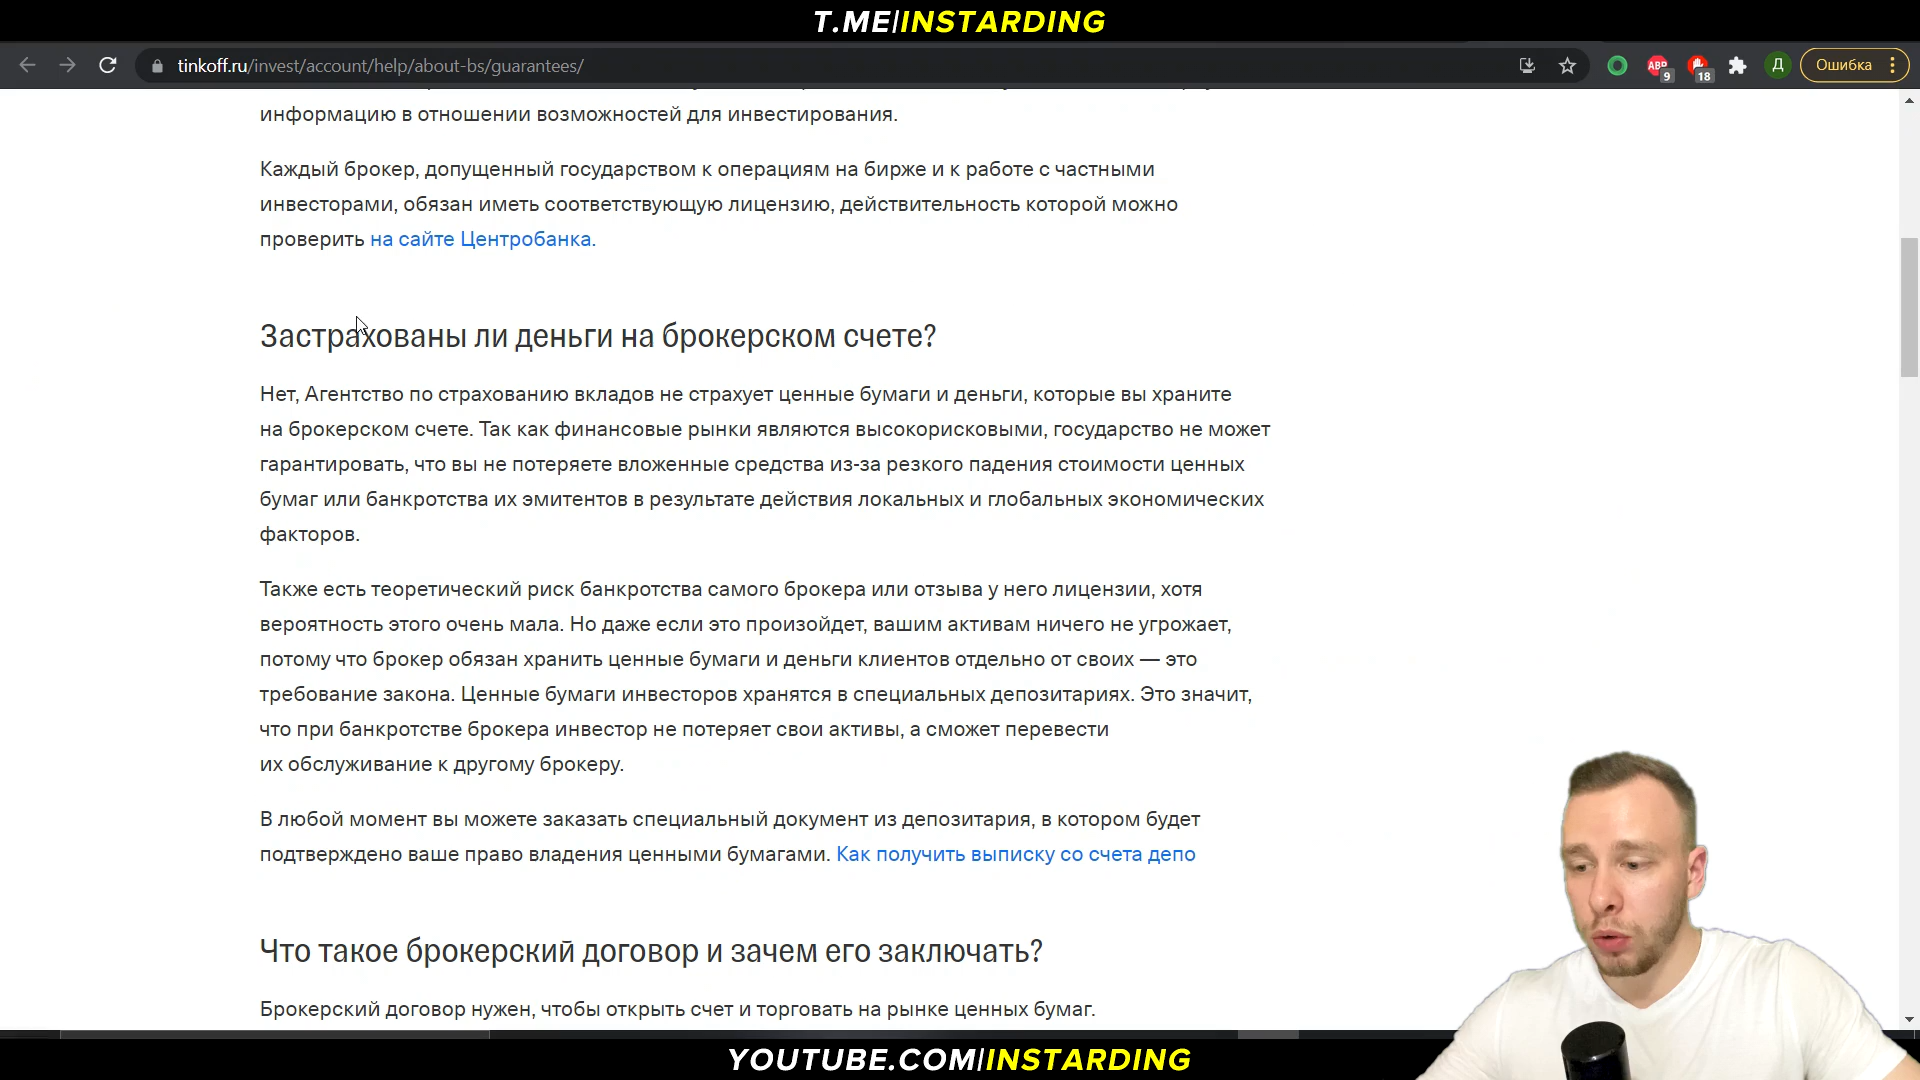 T.ME|INSTARDING
tinkoff.ru/invest/account/help/about-bs/guarantees/
9
18
Д
Ошибка
информацию в отношении возможностей для инвестирования.
Каждый брокер, допущенный государством к операциям на бирже и к работе с частными
инвесторами, обязан иметь соответствующую лицензию, действительность которой можно
проверить на сайте Центробанка.
Застрахованы ли деньги на брокерском счете?
Нет, Агентство по страхованию вкладов не страхует ценные бумаги и деньги, которые вы храните
на брокерском счете. Так как финансовые рынки являются высокорисковыми, государство не может
гарантировать, что вы не потеряете вложенные средства из-за резкого падения стоимости ценных
бумаг или банкротства их эмитентов в результате действия локальных и глобальных экономических
факторов.
Также есть теоретический риск банкротства самого брокера или отзыва у него лицензии, хотя
вероятность этого очень мала. Но даже если это произойдет, вашим активам ничего не угрожает,
потому что брокер обязан хранить ценные бумаги и деньги клиентов отдельно от своих — это
требование закона. Ценные бумаги инвесторов хранятся в специальных депозитариях. Это значит,
что при банкротстве брокера инвестор не потеряет свои активы, а сможет перевести
их обслуживание к другому брокеру.
В любой момент вы можете заказать специальный документ из депозитария, в котором будет
подтверждено ваше право владения ценными бумагами. Как получить выписку со счета депо
Что такое брокерский договор и зачем его заключать?
Брокерский договор нужен, чтобы открыть счет и торговать на рынке ценных бумаг.
YOUTUBE.COM|INSTARDING